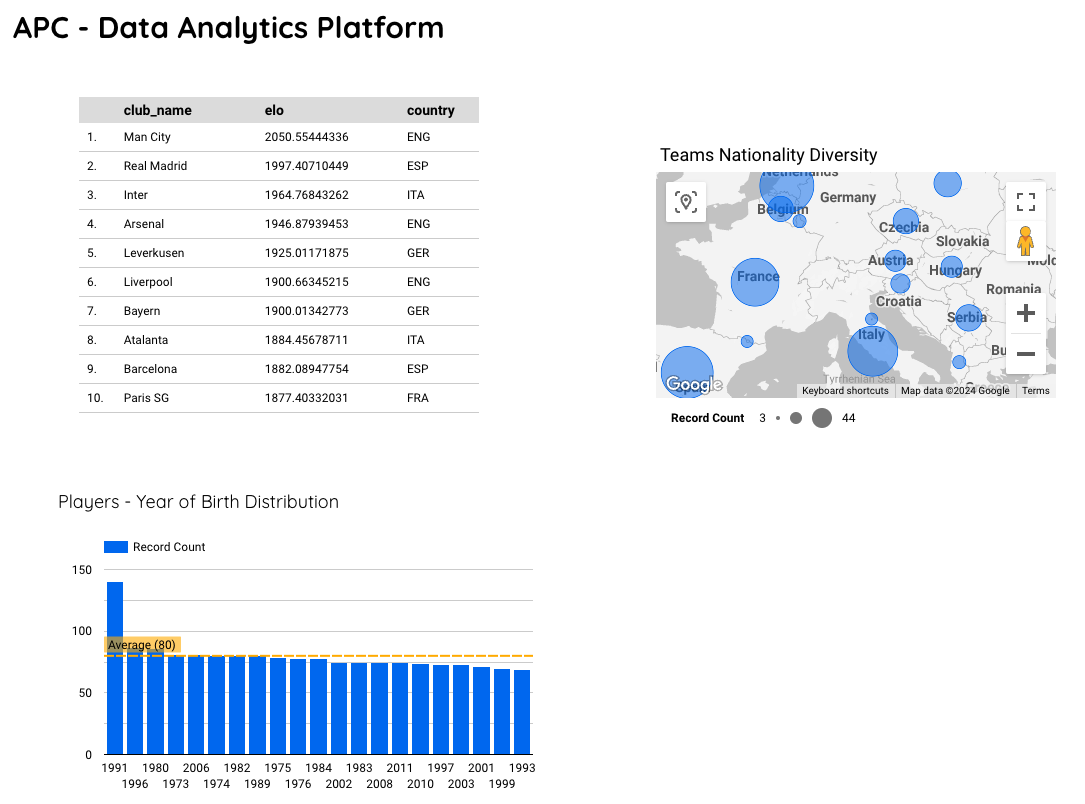 APC - Data Analytics Platform
club_name elo country
1. Man City 2050.55444336 ENG
2. Real Madrid 1997.40710449 ESP
3. Inter 1964.76843262 ITA
4. Arsenal 1946.87939453 ENG
5. Leverkusen 1925.01171875 GER
6. Liverpool 1900.66345215 ENG
7. Bayern 1900.01342773 GER
8. Atalanta 1884.45678711 ITA
9. Barcelona 1882.08947754 ESP
10. Paris SG 1877.40332031 FRA
Teams Nationality Diversity
Netherlands
Germany
Belgium
Czechia
Slovakia
Austria
Hungary
Mold
France
Romania
Croatia
Serbia
Italy
Bu
Tyrrhenian Sea
Google
Keyboard shortcuts Map data ©2024 Google Terms
Record Count 3 44
Players - Year of Birth Distribution
Record Count
150
100
Average (80)
50
0
1991 1980 2006 1982 1975 1984 1983 2011 1997 2001 1993
1996 1973 1974 1989 1976 2002 2008 2010 2003 1999